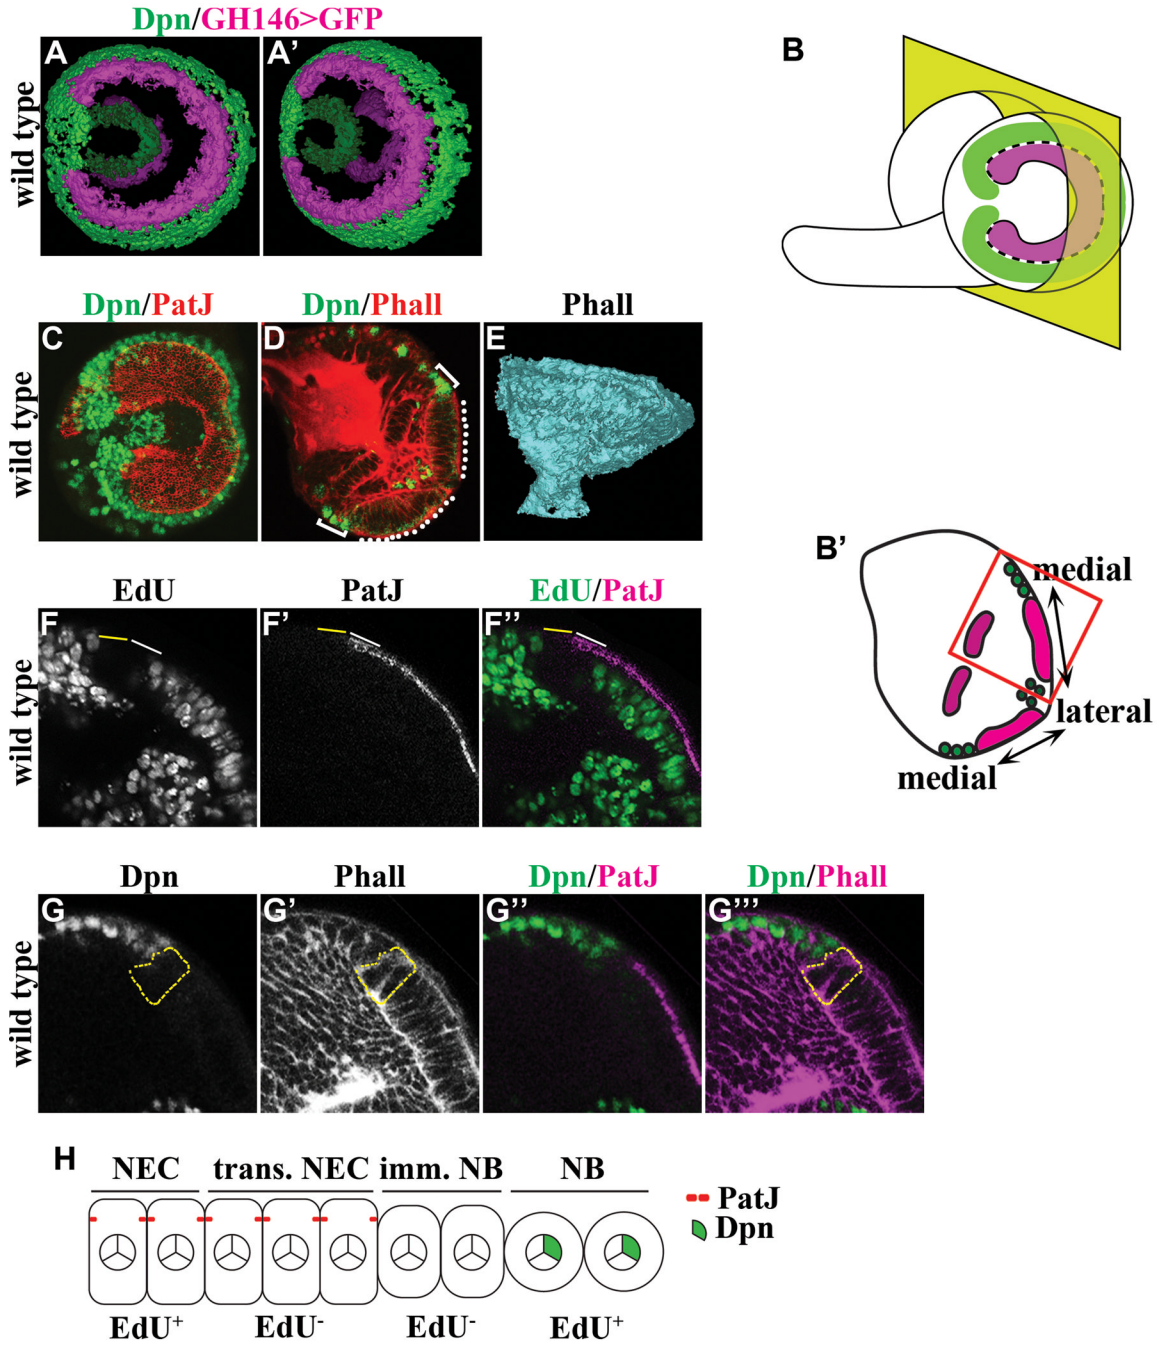 Dpn/GH146>GFP
A
A’
B
wild type
Dpn/PatJ
Dpn/Phall
Phall
C
D
E
wild type
B’
medial
lateral
medial
EdU
PatJ
EdU/PatJ
F
F’
F’’
wild type
Dpn
Phall
Dpn/PatJ
Dpn/Phall
G
G’
G’’
G’’’
wild type
H
NEC
trans. NEC
imm. NB
NB
PatJ
Dpn
EdU+
EdU-
EdU-
EdU+